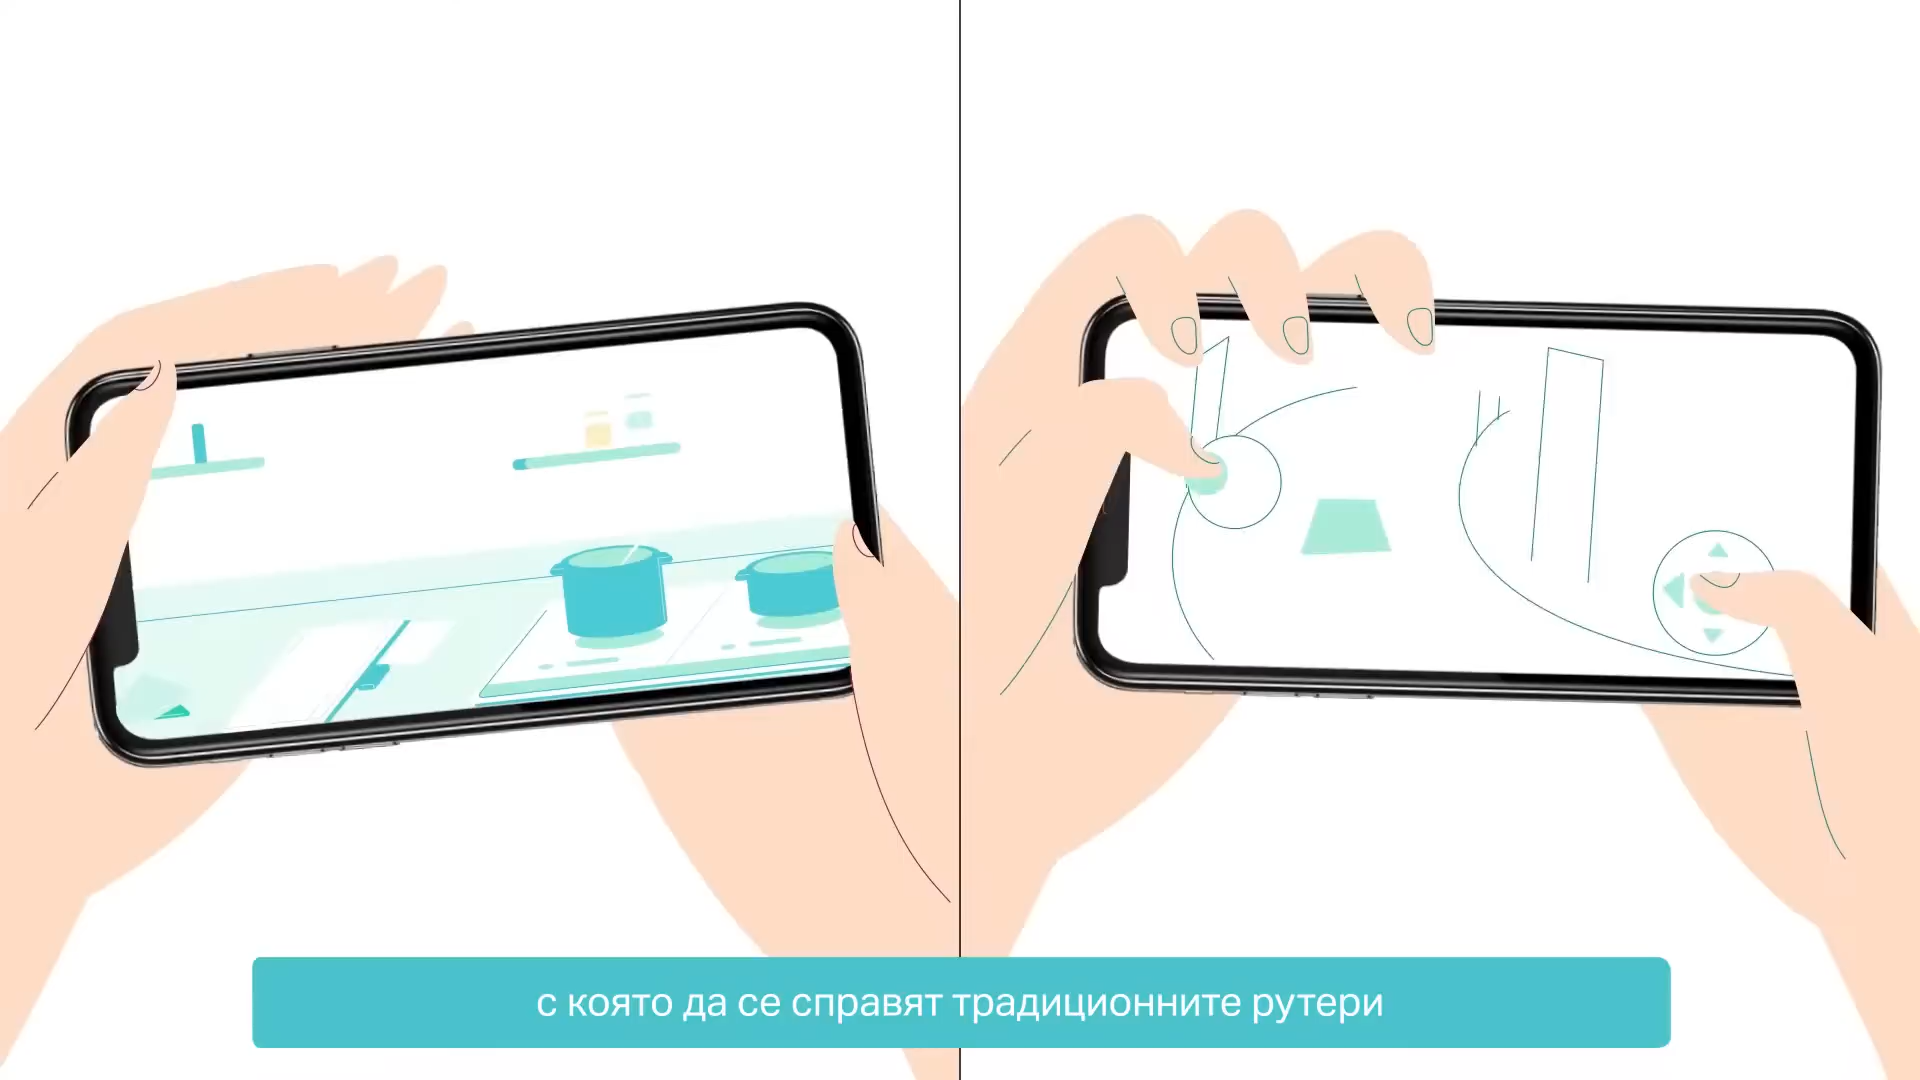 с която да се справят традиционните рутери